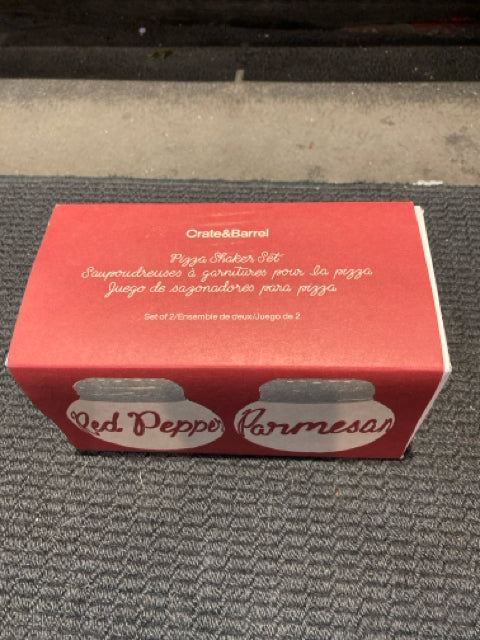 Crate&Barrel
Pizza Shaker Set
Saupoudreuses à garnitures pour la pizza
Juego de sazonadores para pizza
Set of 2/Ensemble de deux/Juego de 2
Red Pepper Parmesan